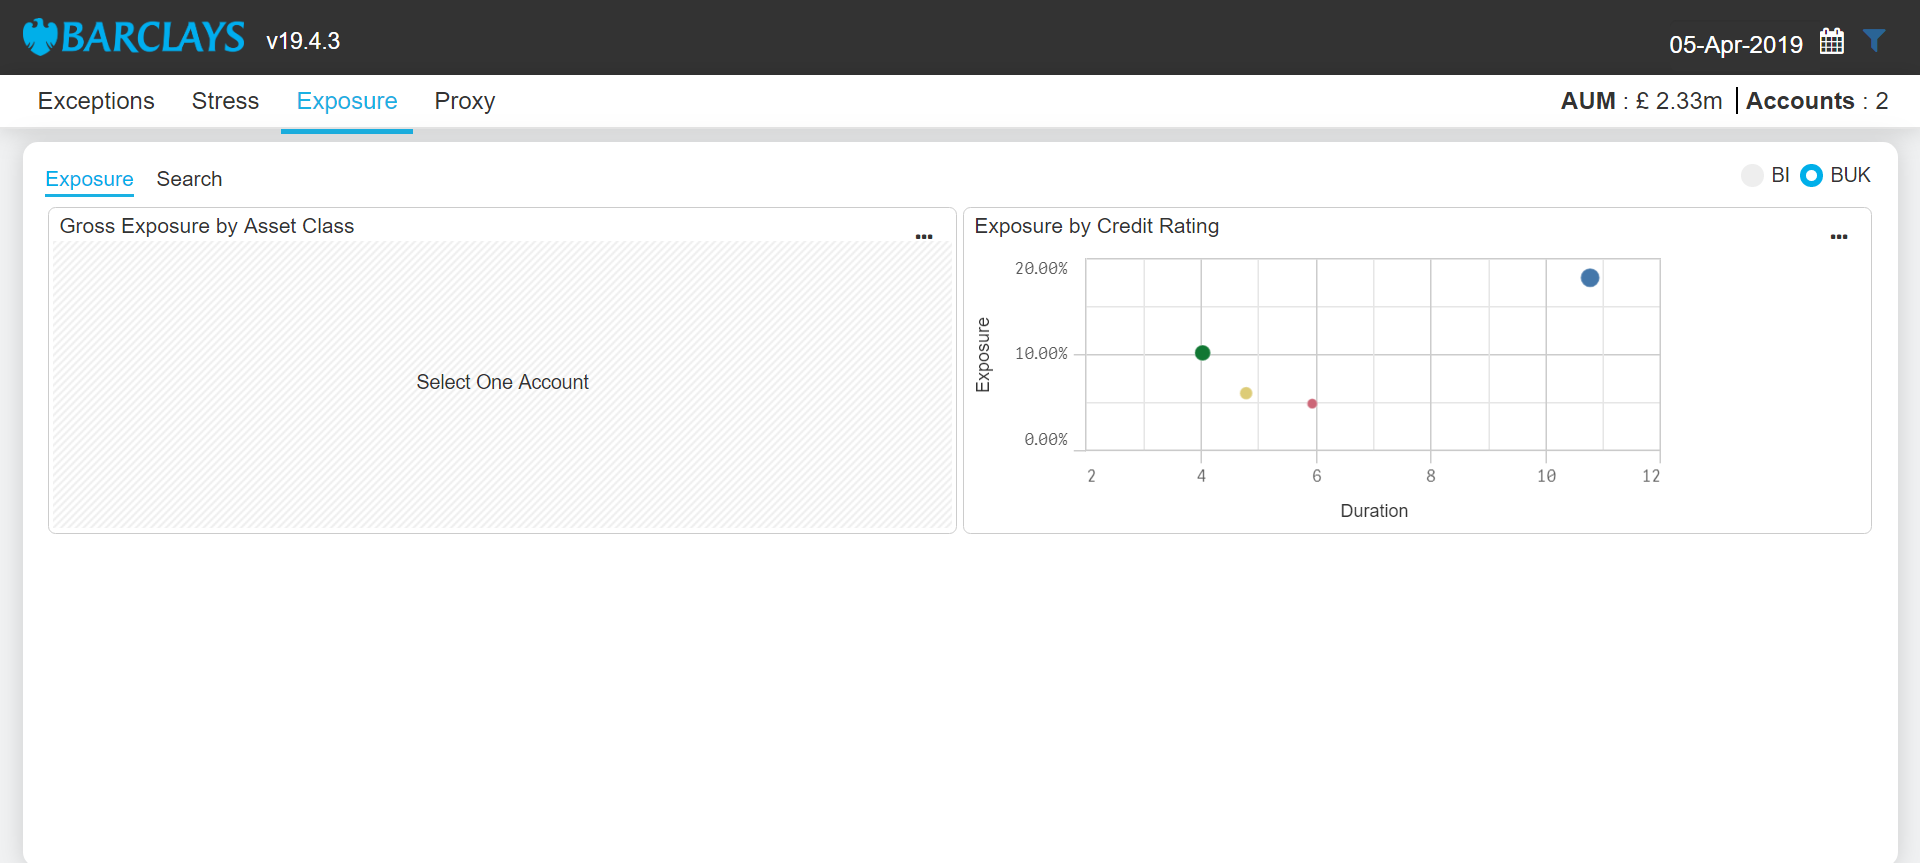 BARCLAYS v19.4.3
05-Apr-2019
Exceptions Stress Exposure Proxy
AUM : £ 2.33m | Accounts : 2
Exposure Search
BI BUK
Gross Exposure by Asset Class
...
Select One Account
Exposure by Credit Rating
...
Exposure
20.00%
10.00%
0.00%
2 4 6 8 10 12
Duration